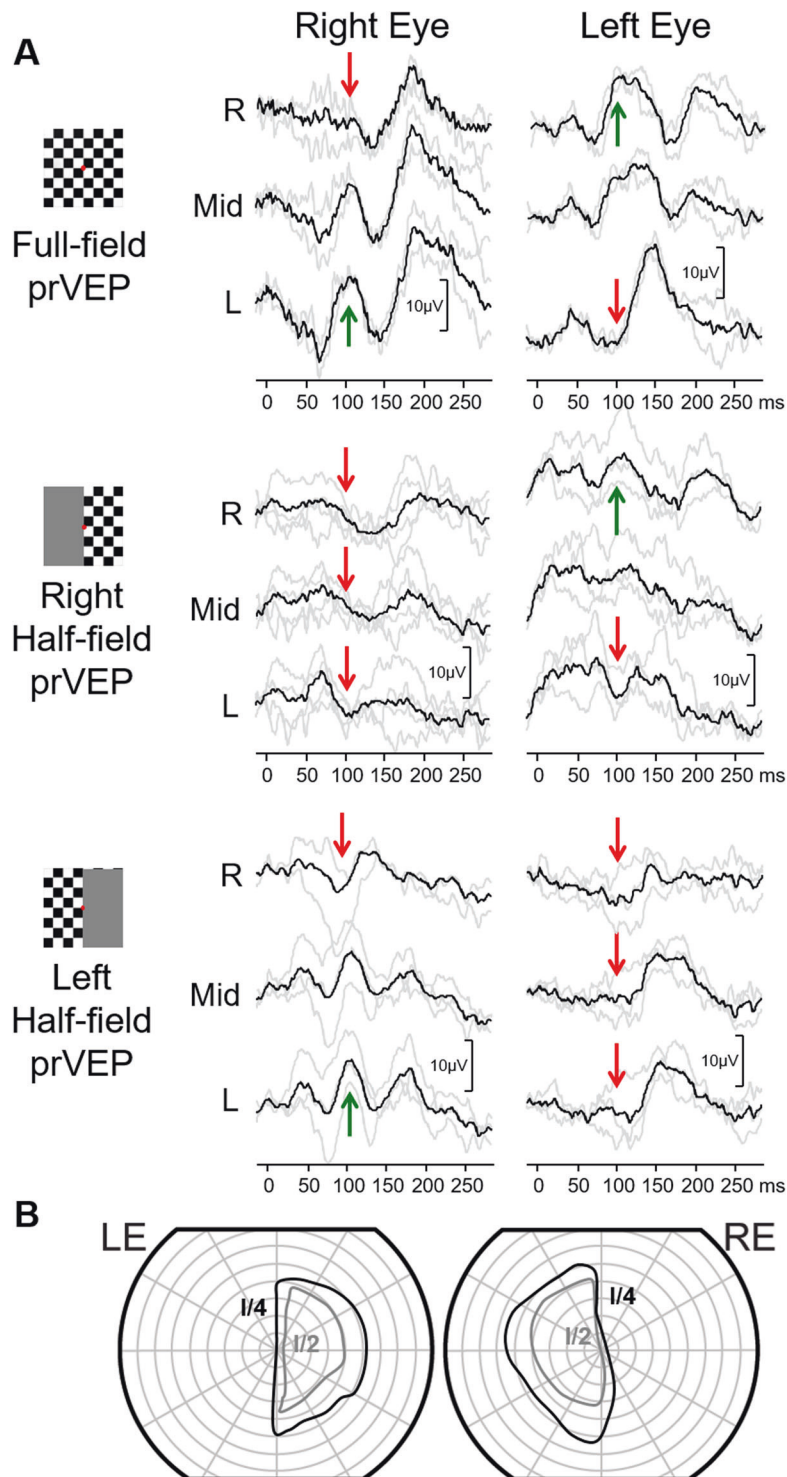 A
Right Eye
Left Eye
Full-field
prVEP
R
Mid
L
10µV
10µV
0 50 100 150 200 250
0 50 100 150 200 250 ms
Right
Half-field
prVEP
R
Mid
L
10µV
10µV
0 50 100 150 200 250
0 50 100 150 200 250 ms
Left
Half-field
prVEP
R
Mid
L
10µV
10µV
0 50 100 150 200 250
0 50 100 150 200 250 ms
B
LE
I/4
I/2
RE
I/4
I/2